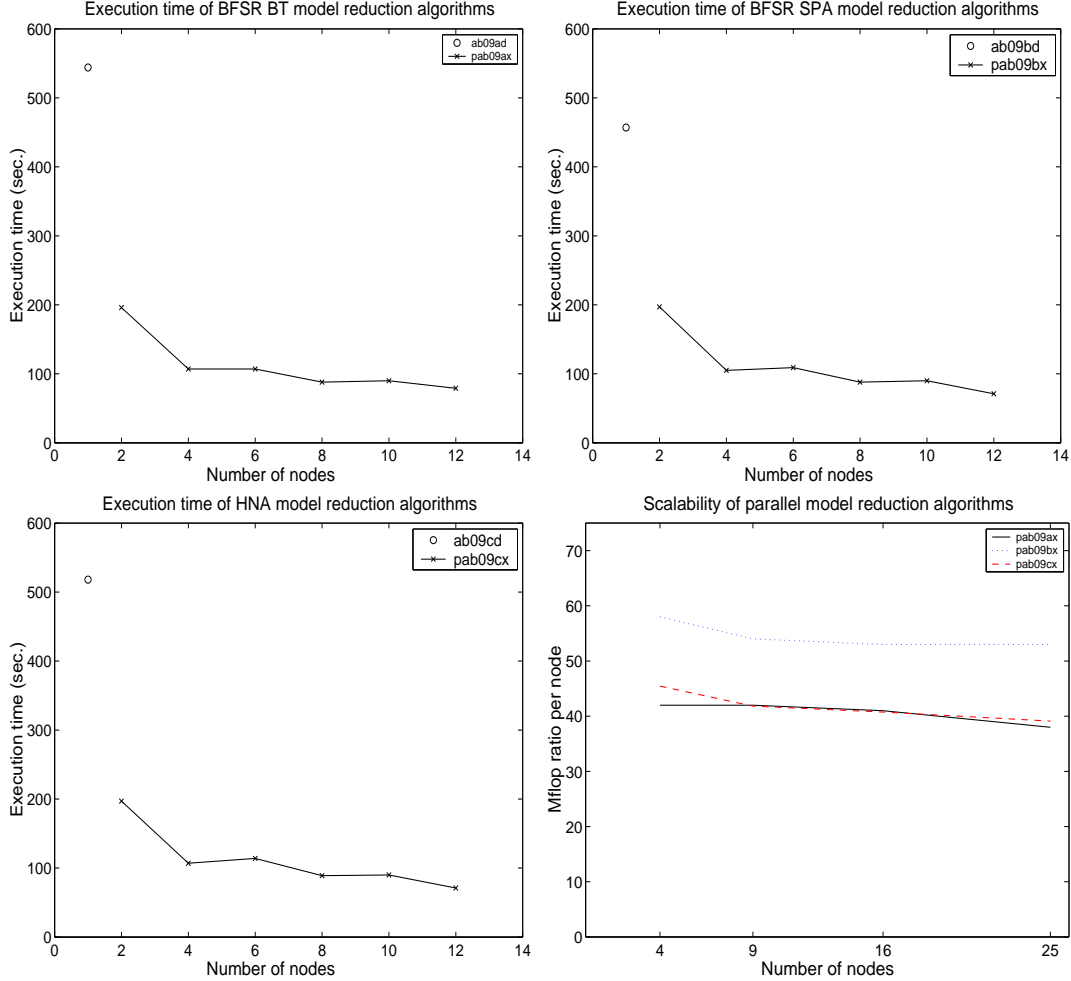 Execution time of BFSR BT model reduction algorithms
600
500
400
300
200
100
0
Execution time (sec.)
ab09ad
pab09ax
0 2 4 6 8 10 12 14
Number of nodes
Execution time of BFSR SPA model reduction algorithms
600
500
400
300
200
100
0
Execution time (sec.)
ab09bd
pab09bx
0 2 4 6 8 10 12 14
Number of nodes
Execution time of HNA model reduction algorithms
600
500
400
300
200
100
0
Execution time (sec.)
ab09cd
pab09cx
0 2 4 6 8 10 12 14
Number of nodes
Scalability of parallel model reduction algorithms
70
60
50
40
30
20
10
0
Mflop ratio per node
pab09ax
pab09bx
pab09cx
4 9 16 25
Number of nodes